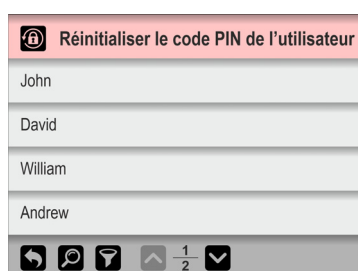 Réinitialiser le code PIN de l’utilisateur
John
David
William
Andrew
1
2